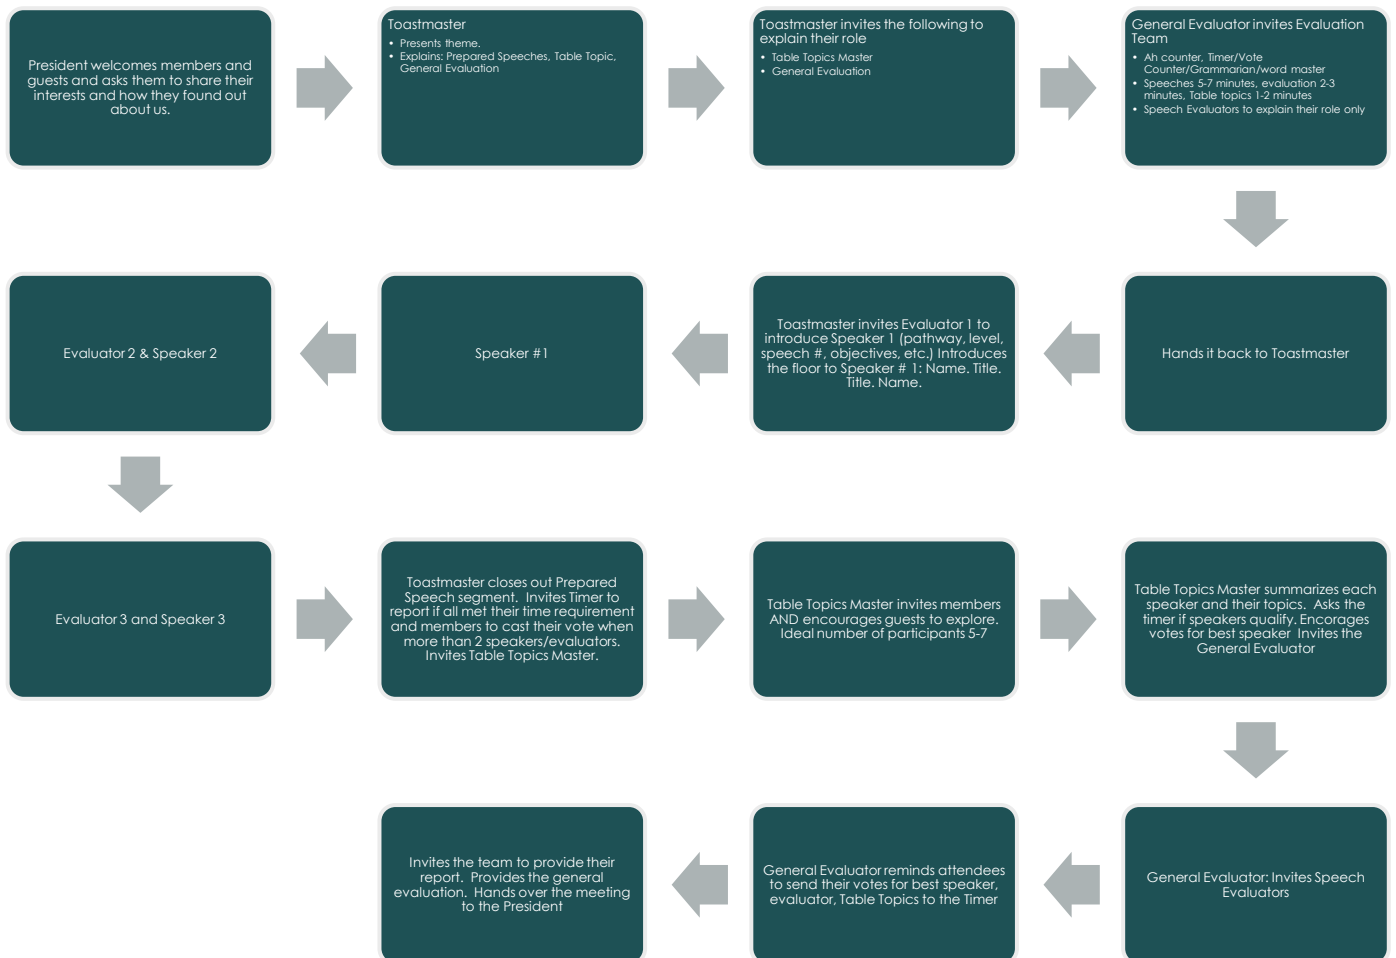 President welcomes members and
guests and asks them to share their
interests and how they found out
about us.
Toastmaster
• Presents theme.
• Explains: Prepared Speeches, Table Topic,
General Evaluation
Toastmaster invites the following to
explain their role
• Table Topics Master
• General Evaluation
General Evaluator invites Evaluation
Team
• Ah counter, Timer/Vote
Counter/Grammarian/word master
• Speeches 5-7 minutes, evaluation 2-3
minutes, Table topics 1-2 minutes
• Speech Evaluators to explain their role only
Hands it back to Toastmaster
Toastmaster invites Evaluator 1 to
introduce Speaker 1 (pathway, level,
speech #, objectives, etc.) Introduces
the floor to Speaker # 1: Name. Title.
Title. Name.
Speaker #1
Evaluator 2 & Speaker 2
Evaluator 3 and Speaker 3
Toastmaster closes out Prepared
Speech segment. Invites Timer to
report if all met their time requirement
and members to cast their vote when
more than 2 speakers/evaluators.
Invites Table Topics Master.
Table Topics Master invites members
AND encourages guests to explore.
Ideal number of participants 5-7
Table Topics Master summarizes each
speaker and their topics. Asks the
timer if speakers qualify. Encorages
votes for best speaker Invites the
General Evaluator
General Evaluator: Invites Speech
Evaluators
General Evaluator reminds attendees
to send their votes for best speaker,
evaluator, Table Topics to the Timer
Invites the team to provide their
report. Provides the general
evaluation. Hands over the meeting
to the President